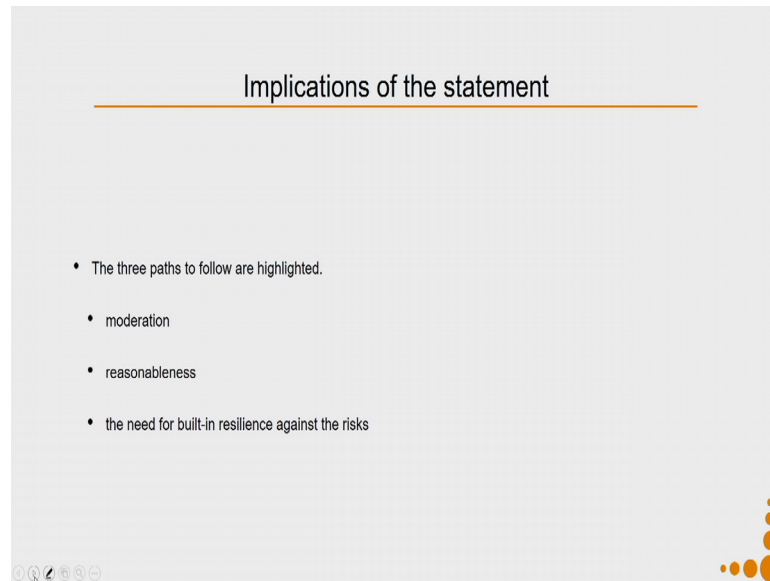 Implications of the statement
• The three paths to follow are highlighted.
• moderation
• reasonableness
• the need for built-in resilience against the risks